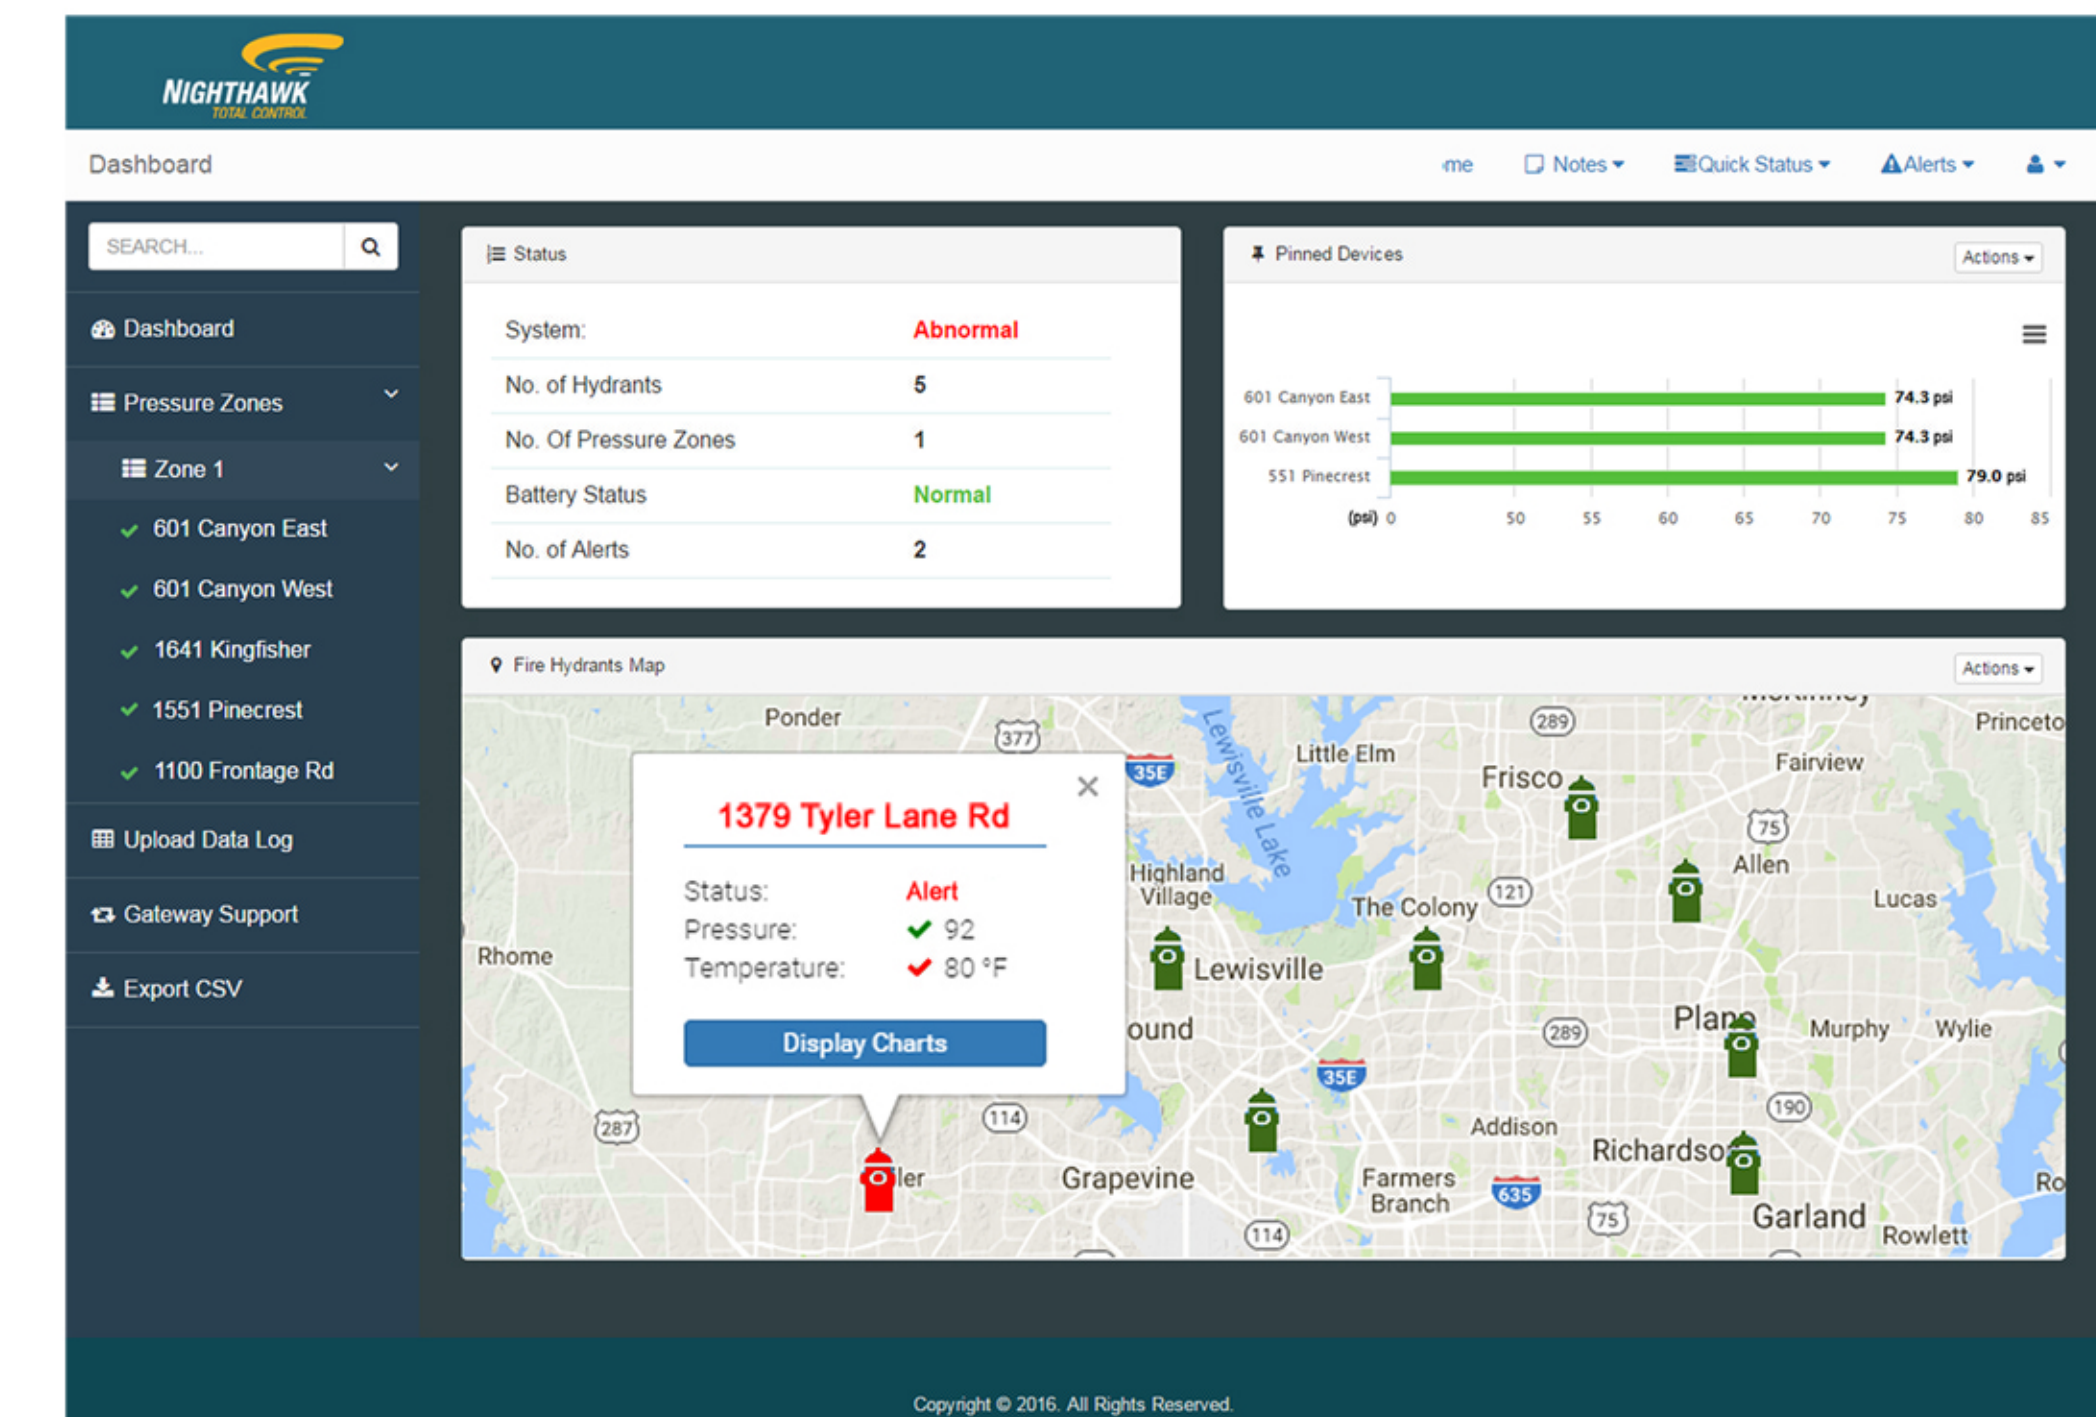 NIGHTHAWK
TOTAL CONTROL
Dashboard
me
Notes
Quick Status
Alerts
SEARCH...
Dashboard
Pressure Zones
Zone 1
601 Canyon East
601 Canyon West
1641 Kingfisher
1551 Pinecrest
1100 Frontage Rd
Upload Data Log
Gateway Support
Export CSV
Status
System: Abnormal
No. of Hydrants 5
No. Of Pressure Zones 1
Battery Status Normal
No. of Alerts 2
Pinned Devices
Actions
601 Canyon East 74.3 psi
601 Canyon West 74.3 psi
551 Pinecrest 79.0 psi
(psi) 0 50 55 60 65 70 75 80 85
Fire Hydrants Map
Actions
Ponder
377
35E
Lewisville Lake
Little Elm
289
Princeto
Frisco
Fairview
75
Allen
Highland
Village
The Colony
121
Lucas
Rhome
Lewisville
1379 Tyler Lane Rd
Status: Alert
Pressure: 92
Temperature: 80 °F
Display Charts
ound
289
Plano
Murphy
Wylie
35E
287
114
190
Addison
Richardso
ler
Grapevine
Farmers
Branch
635
75
Garland
Ro
114
Rowlett
Copyright © 2016. All Rights Reserved.